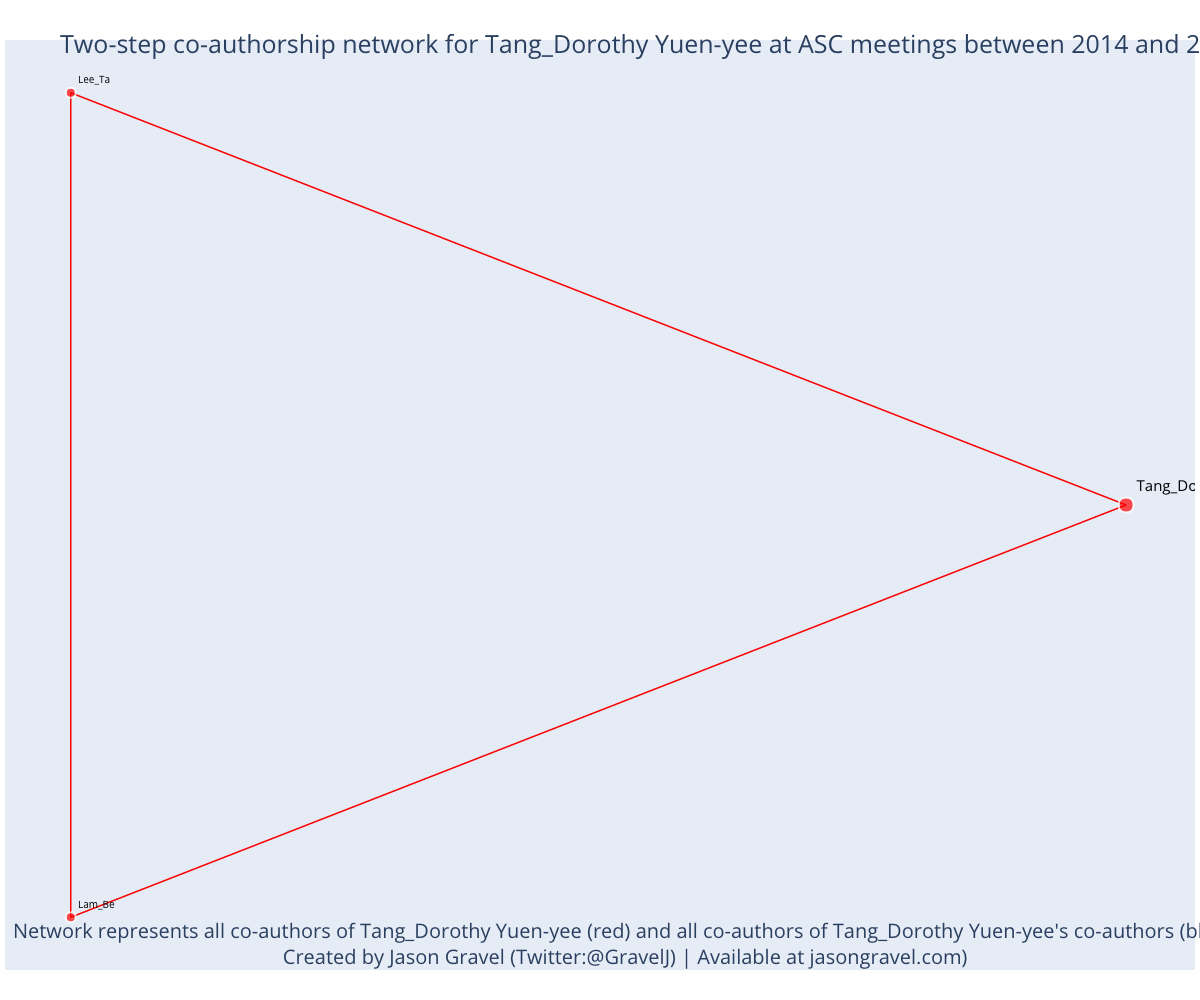 Two-step co-authorship network for Tang_Dorothy Yuen-yee at ASC meetings between 2014 and 2
Lee_Ta
Tang_Do
Lam_Be
Network represents all co-authors of Tang_Dorothy Yuen-yee (red) and all co-authors of Tang_Dorothy Yuen-yee's co-authors (bl
Created by Jason Gravel (Twitter:@GravelJ) | Available at jasongravel.com)